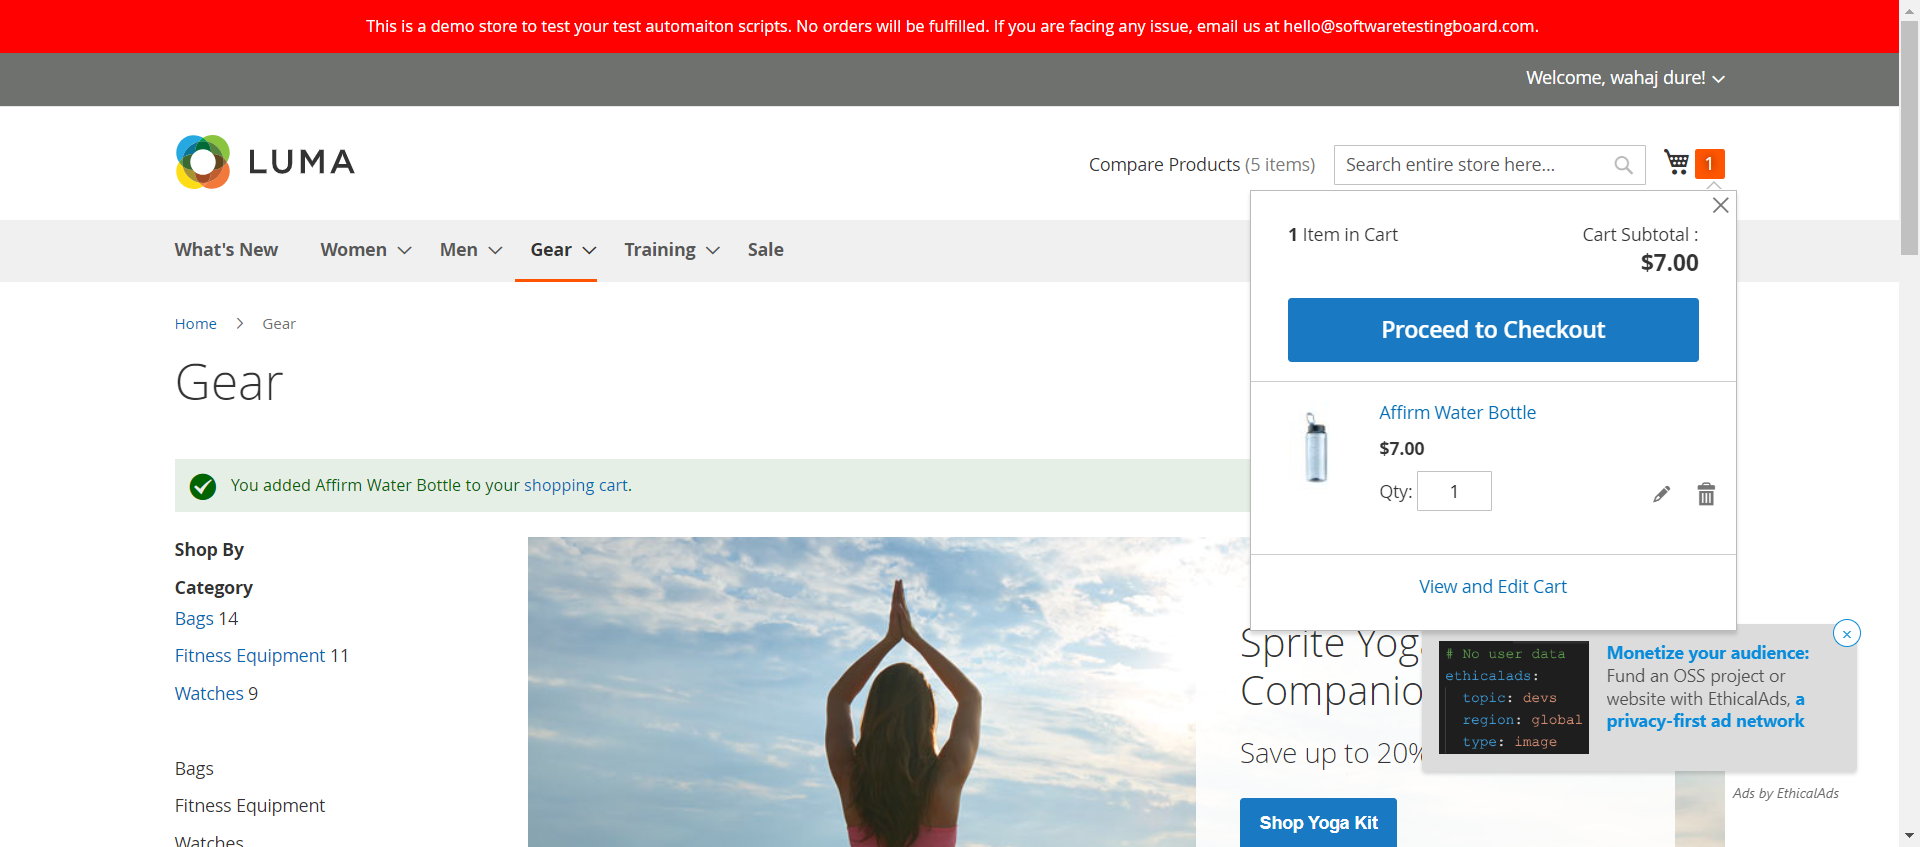 This is a demo store to test your test automaiton scripts. No orders will be fulfilled. If you are facing any issue, email us at hello@softwaretestingboard.com.
Welcome, wahaj dure!
LUMA
Compare Products (5 items)
Search entire store here...
1
What's New
Women
Men
Gear
Training
Sale
1 Item in Cart
Cart Subtotal :
$7.00
Proceed to Checkout
Affirm Water Bottle
$7.00
Qty: 1
View and Edit Cart
Home
Gear
Gear
You added Affirm Water Bottle to your shopping cart.
Shop By
Category
Bags 14
Fitness Equipment 11
Watches 9
Bags
Fitness Equipment
Watches
Sprite Yog
Companio
Save up to 20%
Shop Yoga Kit
# No user data
ethicalads:
topic: devs
region: global
type: image
Monetize your audience:
Fund an OSS project or
website with EthicalAds, a
privacy-first ad network
Ads by EthicalAds